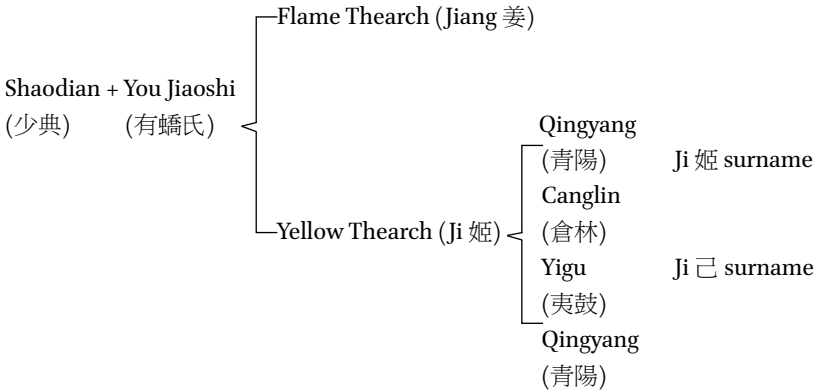 Flame Thearch (Jiang 姜)
Shaodian + You Jiaoshi
(少典) (有蟜氏)
Qingyang
(青陽) Ji 姬 surname
Canglin
Yellow Thearch (Ji 姬) (倉林)
Yigu Ji 己 surname
(夷鼓)
Qingyang
(青陽)